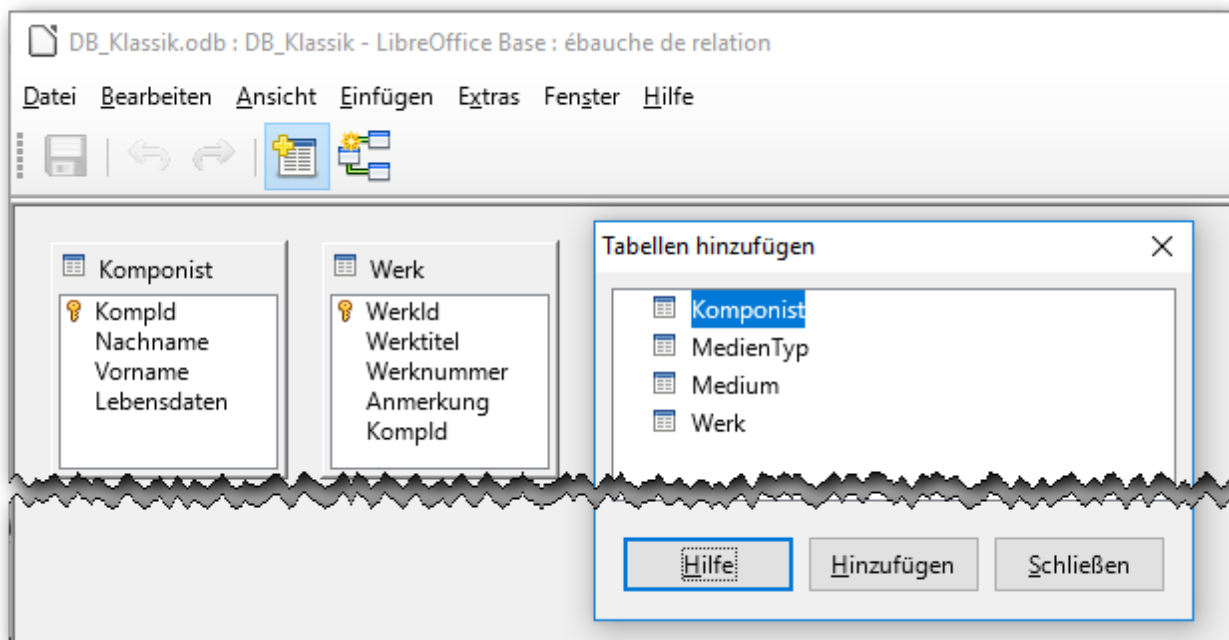 DB_Klassik.odb : DB_Klassik - LibreOffice Base : ébauche de relation
Datei Bearbeiten Ansicht Einfügen Extras Fenster Hilfe
Komponist
KompId
Nachname
Vorname
Lebensdaten
Werk
WerkId
Werktitel
Werknummer
Anmerkung
KompId
Tabellen hinzufügen
Komponist
MedienTyp
Medium
Werk
Hilfe Hinzufügen Schließen